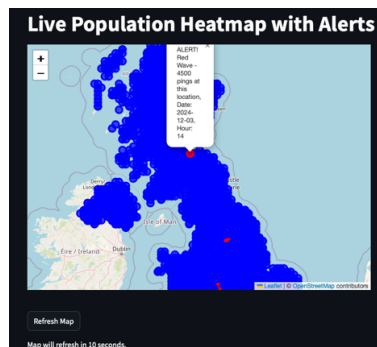 Live Population Heatmap with Alerts
+
−
ALERT!
Red
Wave -
4500
pings at
this
location,
Date:
2024-
12-03,
Hour:
14
×
Isle of Man
Éire / Ireland
Dublin
Leaflet | © OpenStreetMap contributors
Refresh Map
Map will refresh in 10 seconds.